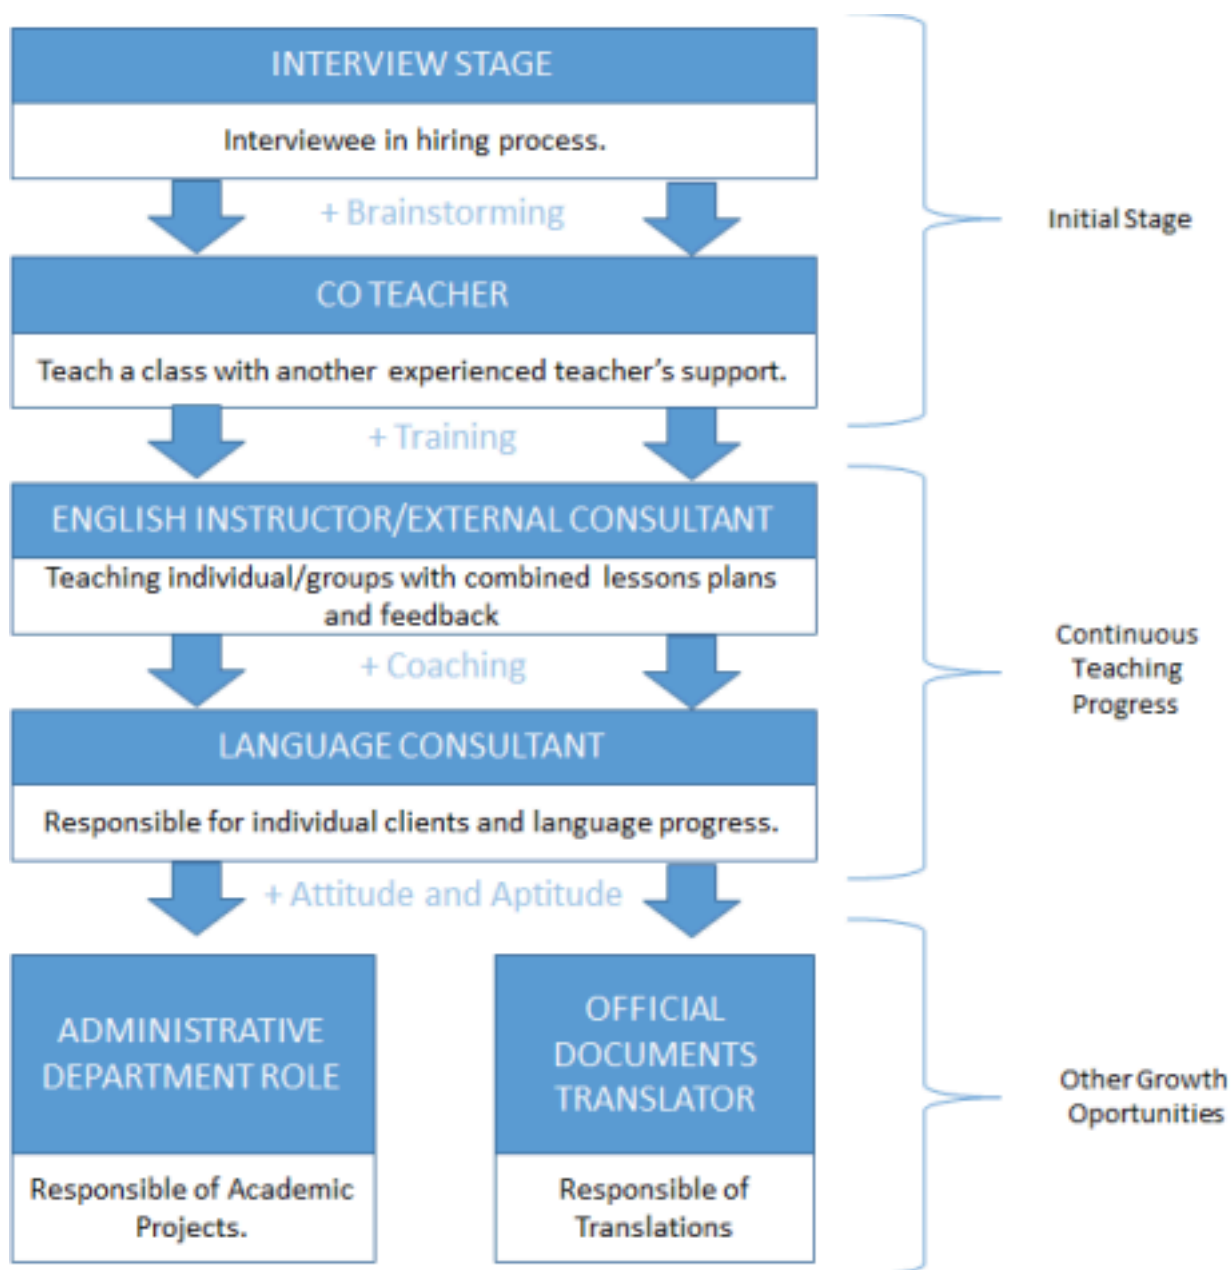 INTERVIEW STAGE
Interviewee in hiring process.
+ Brainstorming
Initial Stage
CO TEACHER
Teach a class with another experienced teacher's support.
+ Training
ENGLISH INSTRUCTOR/EXTERNAL CONSULTANT
Teaching individual/groups with combined lessons plans
and feedback
+ Coaching
Continuous
Teaching
Progress
LANGUAGE CONSULTANT
Responsible for individual clients and language progress.
+ Attitude and Aptitude
ADMINISTRATIVE
DEPARTMENT ROLE
Responsible of Academic
Projects.
OFFICIAL
DOCUMENTS
TRANSLATOR
Responsible of
Translations
Other Growth
Oportunities